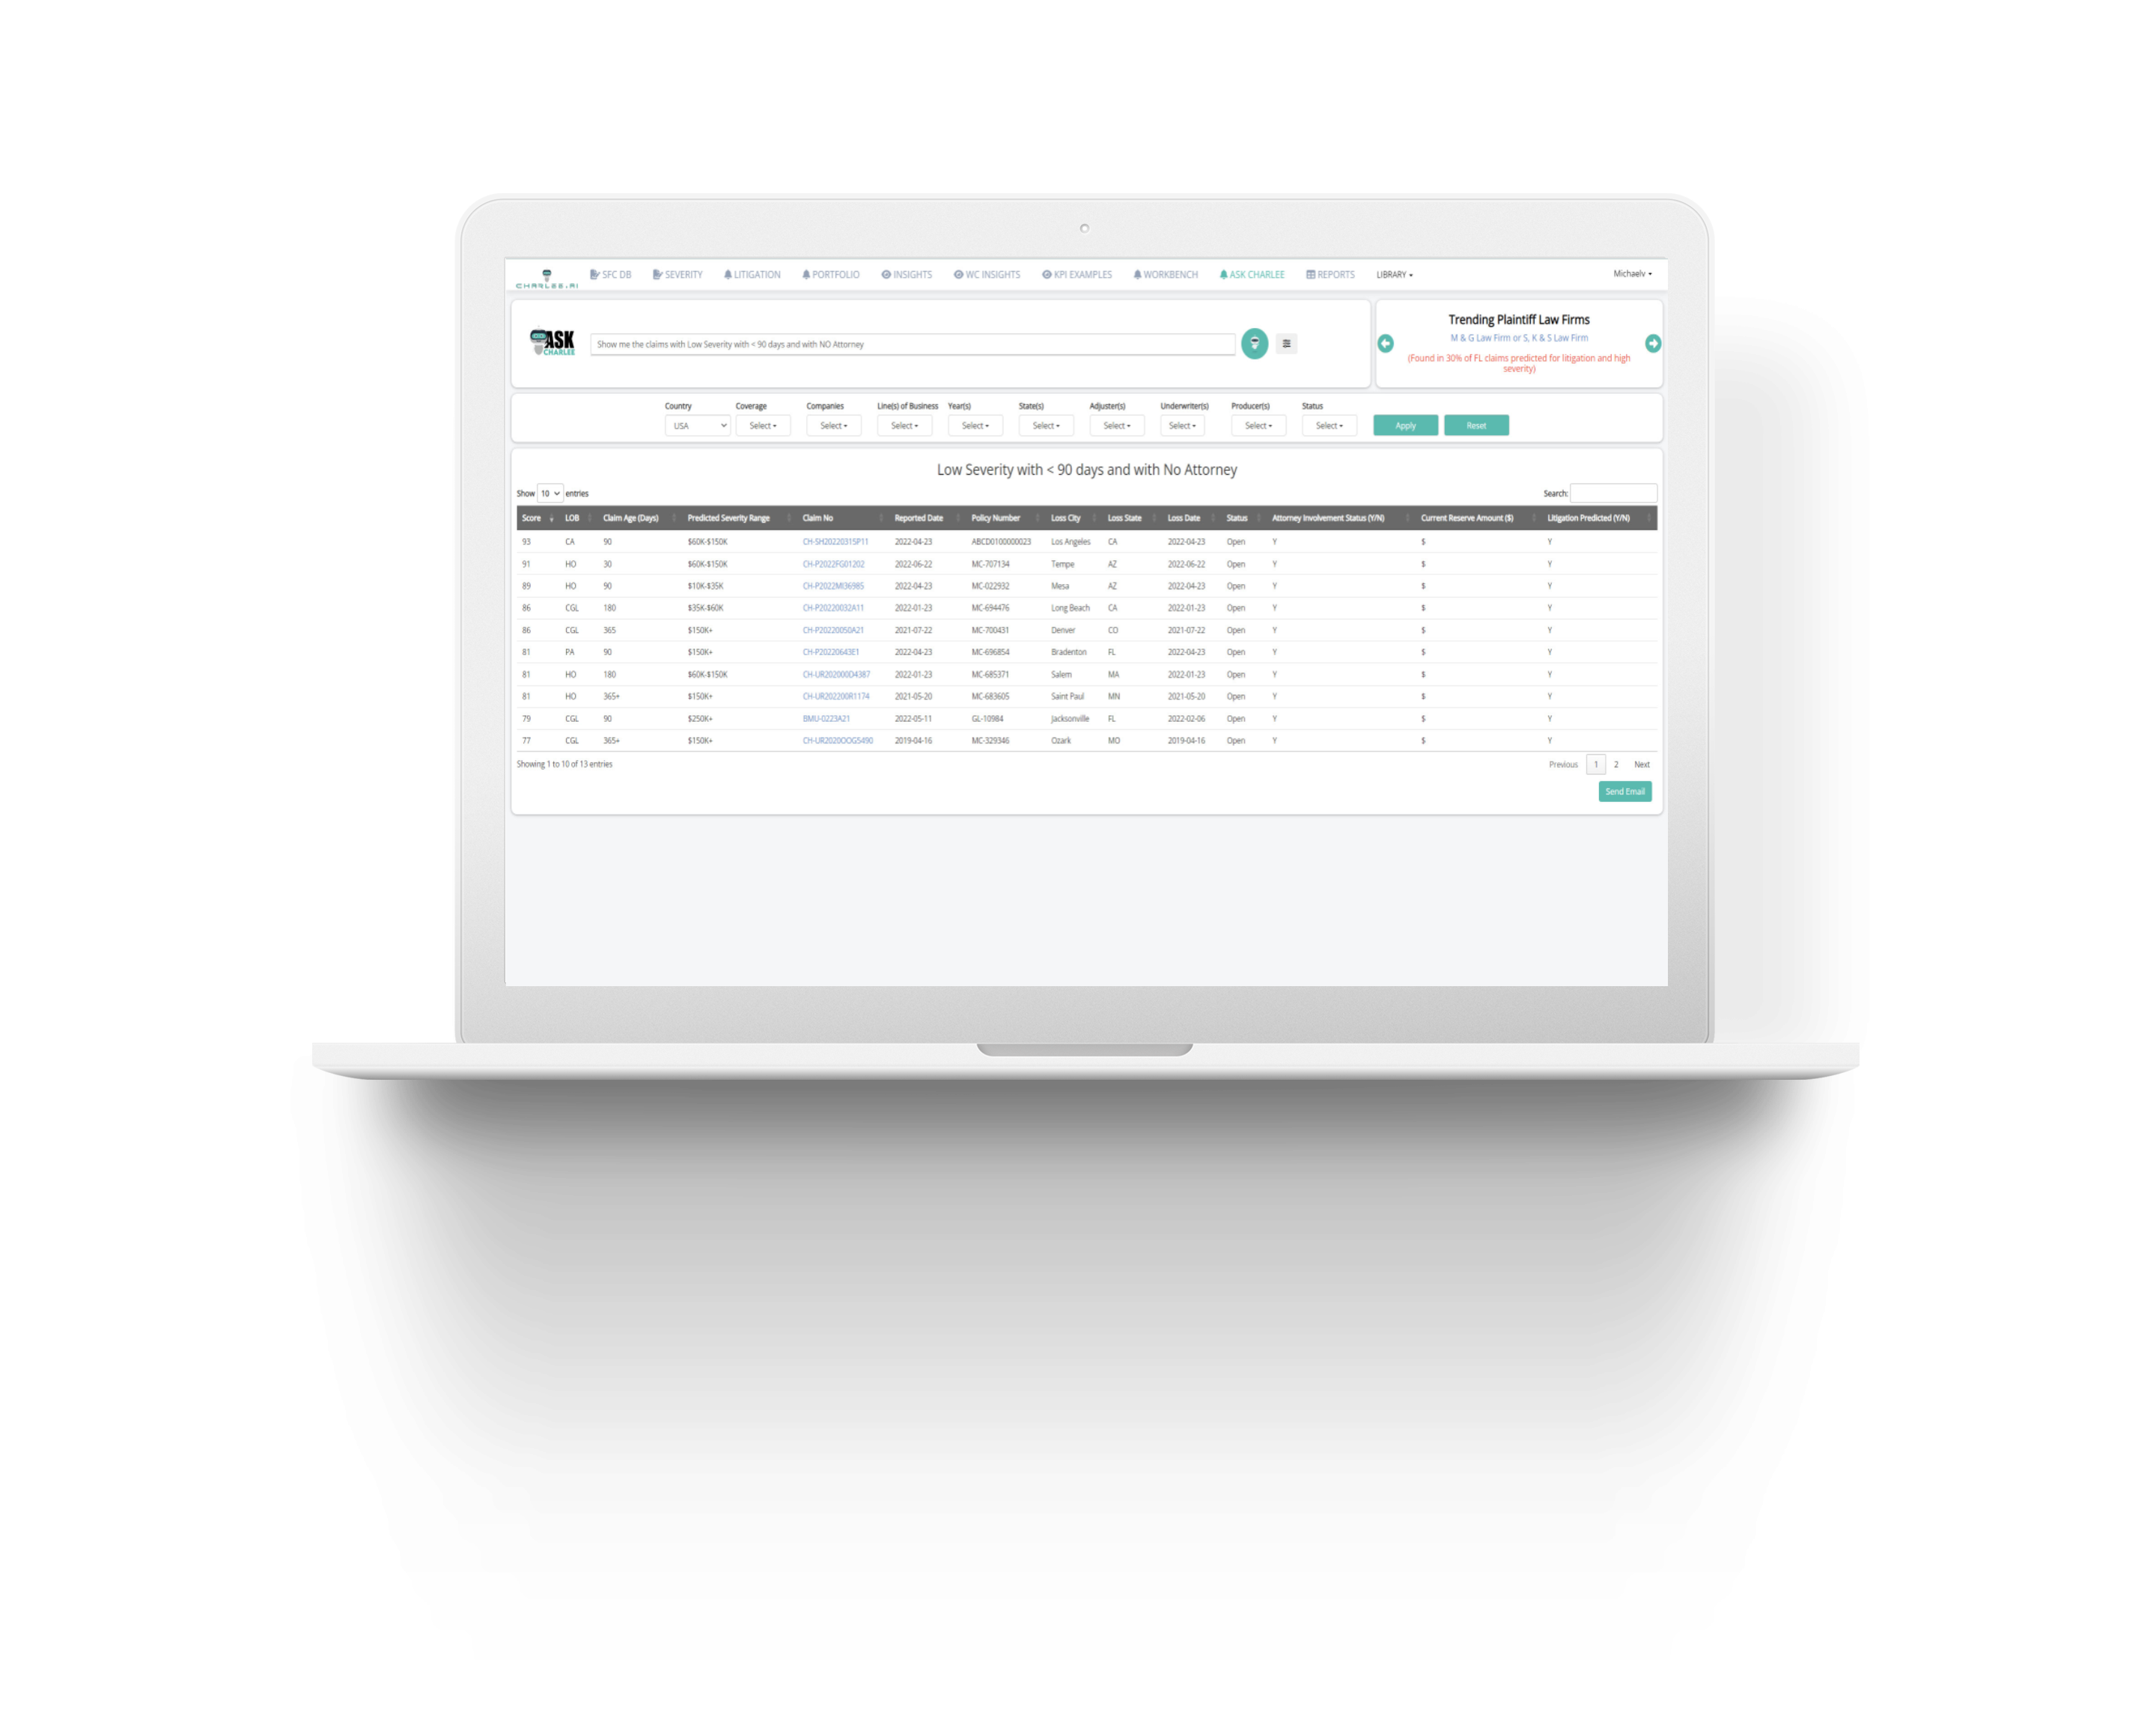 CHARLEE.AI SFC DB SEVERITY LITIGATION PORTFOLIO INSIGHTS WC INSIGHTS KPI EXAMPLES WORKBENCH ASK CHARLEE REPORTS LIBRARY Michaelv
ASK
CHARLEE
Show me the claims with Low Severity with < 90 days and with NO Attorney
Trending Plaintiff Law Firms
M & G Law Firm or S, K & S Law Firm
(Found in 30% of FL claims predicted for litigation and high
severity)
Country Coverage Companies Line(s) of Business Year(s) State(s) Adjuster(s) Underwriter(s) Producer(s) Status
USA Select Select Select Select Select Select Select Select Select Apply Reset
Low Severity with < 90 days and with No Attorney
Show 10 entries Search:
Score LOB Claim Age (Days) Predicted Severity Range Claim No Reported Date Policy Number Loss City Loss State Loss Date Status Attorney Involvement Status (Y/N) Current Reserve Amount ($) Litigation Predicted (Y/N)
93 CA 90 $60K-$150K CH-SH2022031SP11 2022-04-23 ABCD0100000023 Los Angeles CA 2022-04-23 Open Y $ Y
91 HO 30 $60K-$150K CH-P2022FG01202 2022-06-22 MC-707134 Tempe AZ 2022-06-22 Open Y $ Y
89 HO 90 $10K-$35K CH-P2022MI36985 2022-04-23 MC-022932 Mesa AZ 2022-04-23 Open Y $ Y
86 CGL 180 $35K-$60K CH-P20220032A11 2022-01-23 MC-694476 Long Beach CA 2022-01-23 Open Y $ Y
86 CGL 365 $150K+ CH-P20220050A21 2021-07-22 MC-700431 Denver CO 2021-07-22 Open Y $ Y
81 PA 90 $150K+ CH-P20220643E1 2022-04-23 MC-696854 Bradenton FL 2022-04-23 Open Y $ Y
81 HO 180 $60K-$150K CH-UR202000D4387 2022-01-23 MC-685371 Salem MA 2022-01-23 Open Y $ Y
81 HO 365+ $150K+ CH-UR202200R1174 2021-05-20 MC-683605 Saint Paul MN 2021-05-20 Open Y $ Y
79 CGL 90 $250K+ BMU-0223A21 2022-05-11 GL-10984 Jacksonville FL 2022-02-06 Open Y $ Y
77 CGL 365+ $150K+ CH-UR2020OOG5490 2019-04-16 MC-329346 Ozark MO 2019-04-16 Open Y $ Y
Showing 1 to 10 of 13 entries Previous 1 2 Next
Send Email